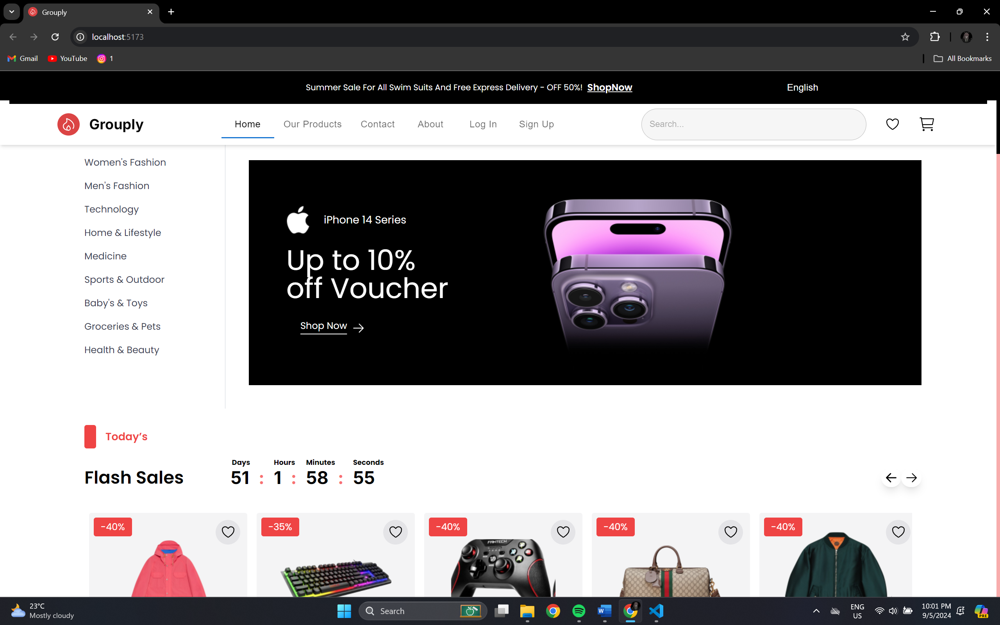 Grouply
localhost:5173
Gmail YouTube 1 All Bookmarks
Summer Sale For All Swim Suits And Free Express Delivery - OFF 50%! ShopNow English
Grouply Home Our Products Contact About Log In Sign Up Search...
Women's Fashion
Men's Fashion
Technology
Home & Lifestyle
Medicine
Sports & Outdoor
Baby's & Toys
Groceries & Pets
Health & Beauty
iPhone 14 Series
Up to 10%
off Voucher
Shop Now
Today’s
Days Hours Minutes Seconds
Flash Sales 51 : 1 : 58 : 55
-40% -35% -40% -40% -40%
FANTECH
23°C
Mostly cloudy
Search
ENG
US
10:01 PM
9/5/2024
PRE